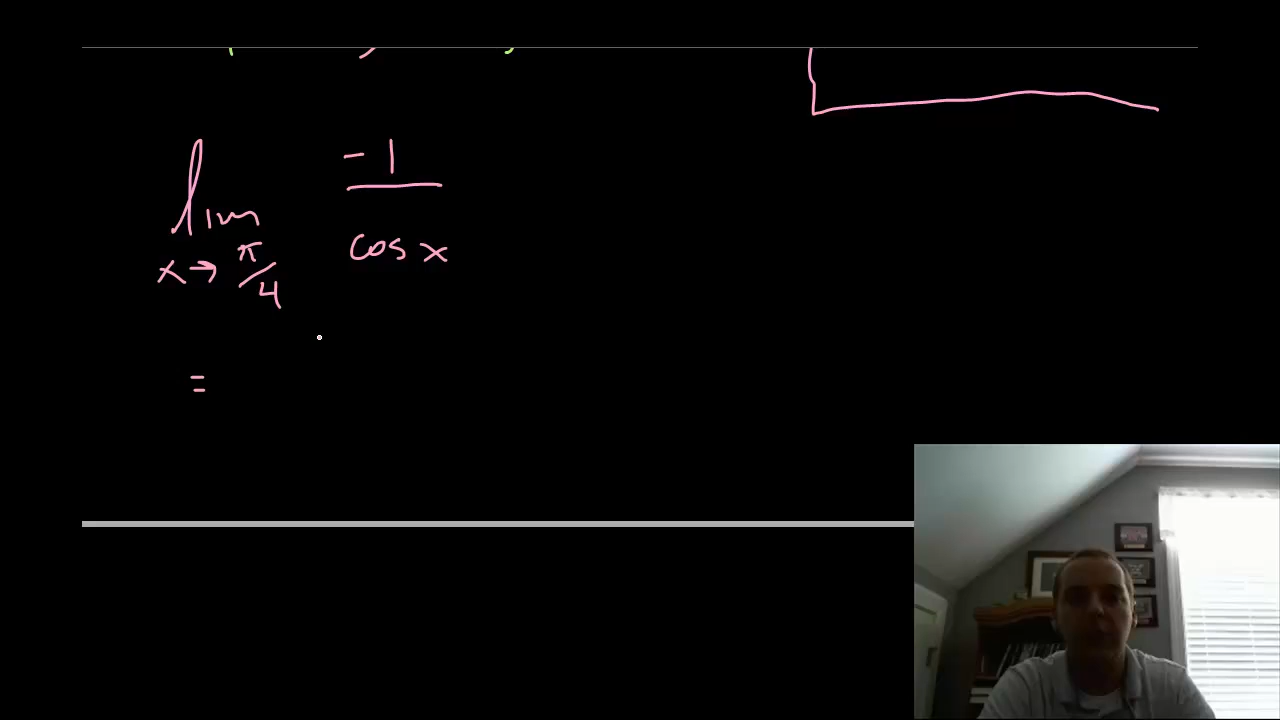 lim -1/cos x
x → π/4
=